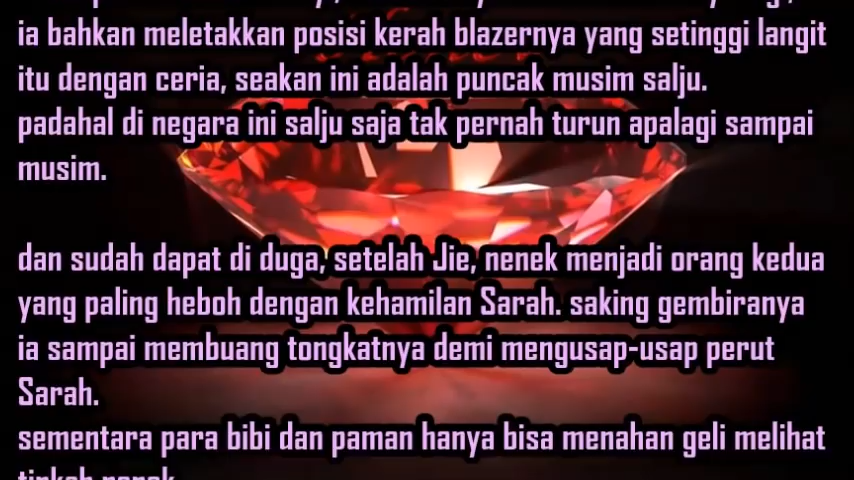 ia bahkan meletakkan posisi kerah blazernya yang setinggi langit
itu dengan ceria, seakan ini adalah puncak musim salju.
padahal di negara ini salju saja tak pernah turun apalagi sampai
musim.
dan sudah dapat di duga, setelah Jie, nenek menjadi orang kedua
yang paling heboh dengan kehamilan Sarah. saking gembiranya
ia sampai membuang tongkatnya demi mengusap-usap perut
Sarah.
sementara para bibi dan paman hanya bisa menahan geli melihat